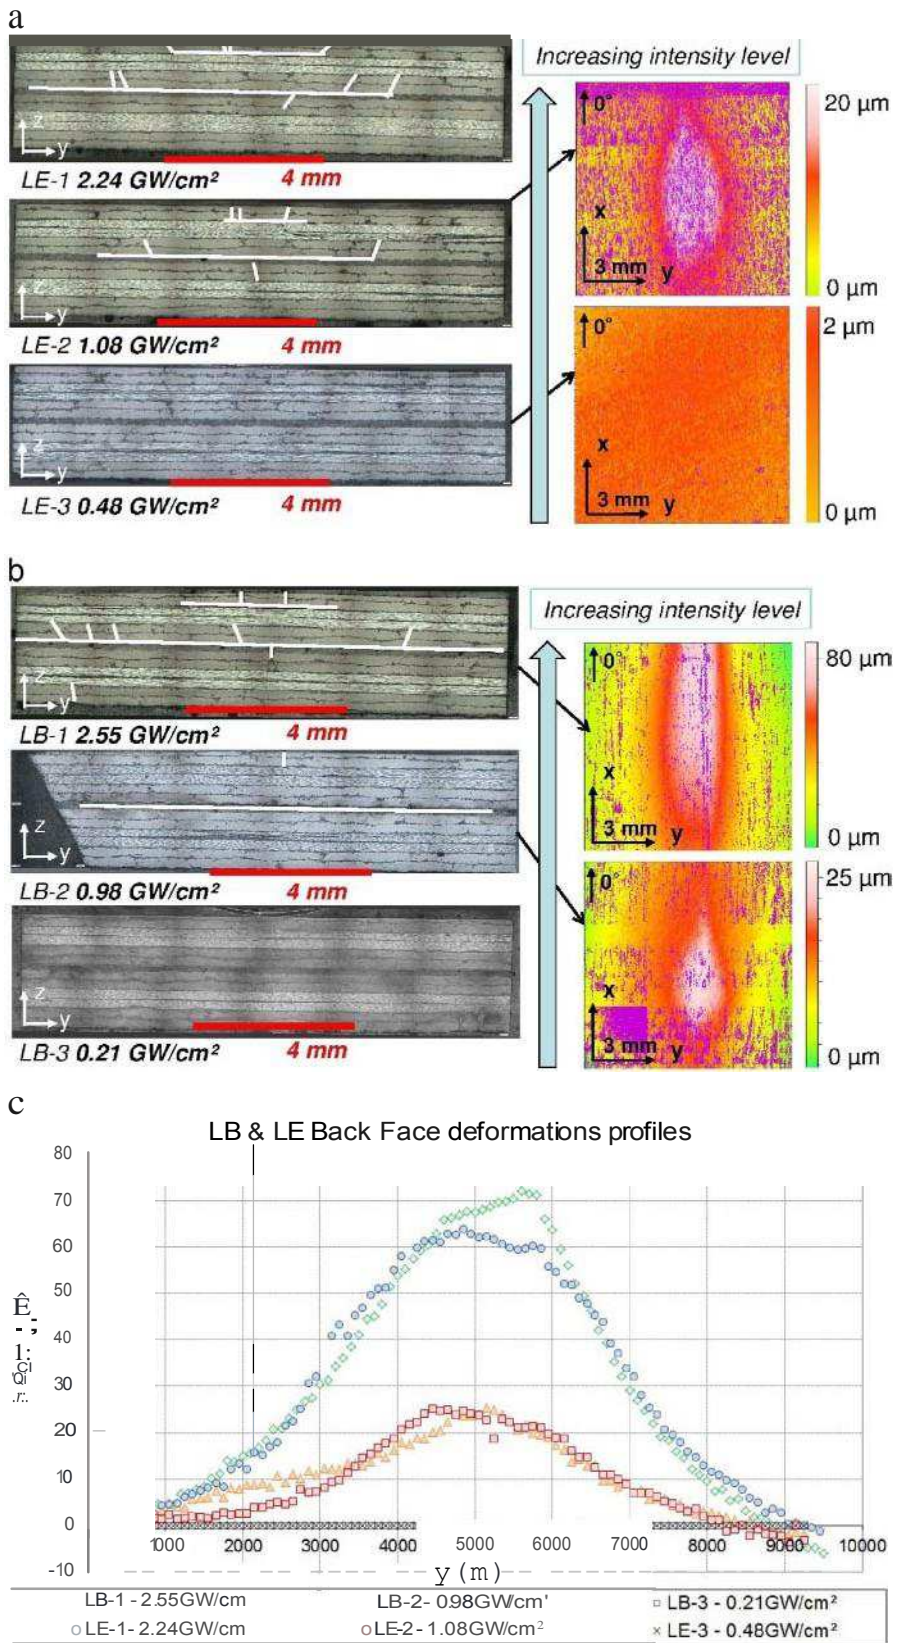 a
Increasing intensity level
z
y
LE-1 2.24 GW/cm²
4 mm
0°
x
3 mm y
20 µm
0 µm
z
y
LE-2 1.08 GW/cm²
4 mm
z
y
LE-3 0.48 GW/cm²
4 mm
0°
x
3 mm y
2 µm
0 µm
b
Increasing intensity level
z
y
LB-1 2.55 GW/cm²
4 mm
0°
x
3 mm y
80 µm
0 µm
z
y
LB-2 0.98 GW/cm²
4 mm
0°
x
3 mm y
25 µm
0 µm
z
y
LB-3 0.21 GW/cm²
4 mm
c
LB & LE Back Face deformations profiles
80
70
60
50
40
30
20
10
0
-10
1000 2000 3000 4000 5000 6000 7000 8000 9000 10000
y (m)
LB-1 - 2.55GW/cm LB-2- 0.98GW/cm' LB-3 - 0.21GW/cm²
LE-1- 2.24GW/cm LE-2 - 1.08GW/cm² LE-3 - 0.48GW/cm²